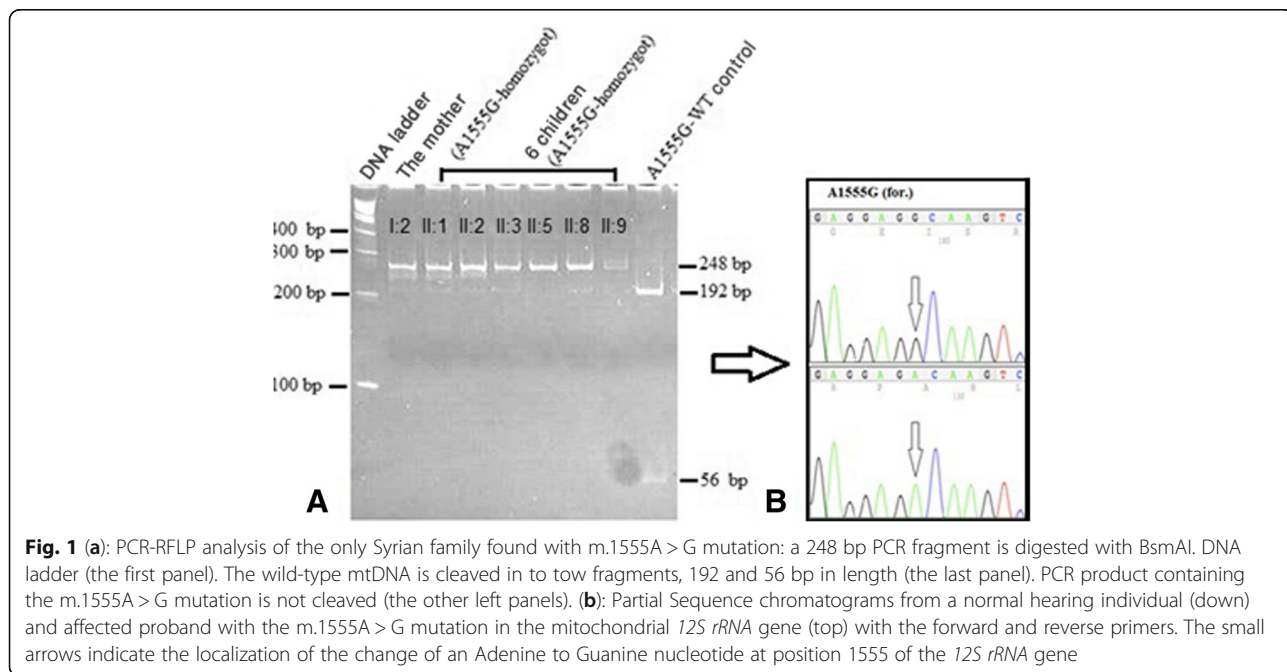 DNA ladder
The mother
(A1555G-homozygot)
6 children
(A1555G-homozygot)
A1555G-WT control
I:2 II:1 II:2 II:3 II:5 II:8 II:9
400 bp
300 bp
200 bp
100 bp
248 bp
192 bp
56 bp
A
B
A1555G (for.)
G A G G A G G C A A G T C
G A G G A G A C A A G T C
Fig. 1 (a): PCR-RFLP analysis of the only Syrian family found with m.1555A > G mutation: a 248 bp PCR fragment is digested with BsmAI. DNA
ladder (the first panel). The wild-type mtDNA is cleaved in to tow fragments, 192 and 56 bp in length (the last panel). PCR product containing
the m.1555A > G mutation is not cleaved (the other left panels). (b): Partial Sequence chromatograms from a normal hearing individual (down)
and affected proband with the m.1555A > G mutation in the mitochondrial 12S rRNA gene (top) with the forward and reverse primers. The small
arrows indicate the localization of the change of an Adenine to Guanine nucleotide at position 1555 of the 12S rRNA gene